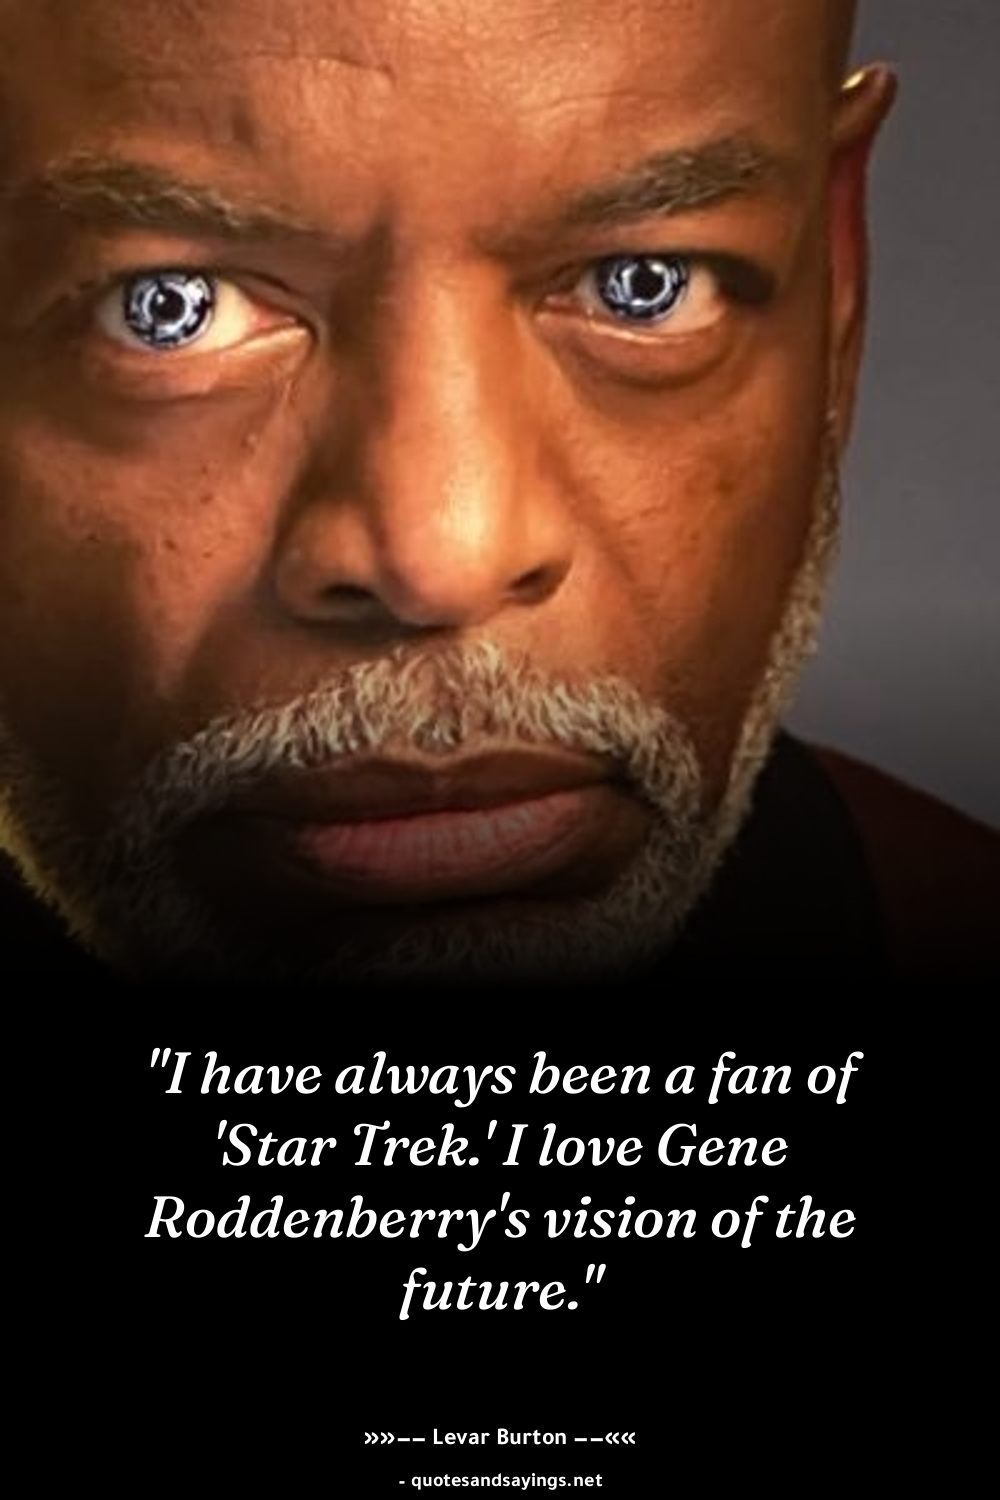 "I have always been a fan of
'Star Trek.' I love Gene
Roddenberry's vision of the
future."
»»–– Levar Burton ––««
- quotesandsayings.net